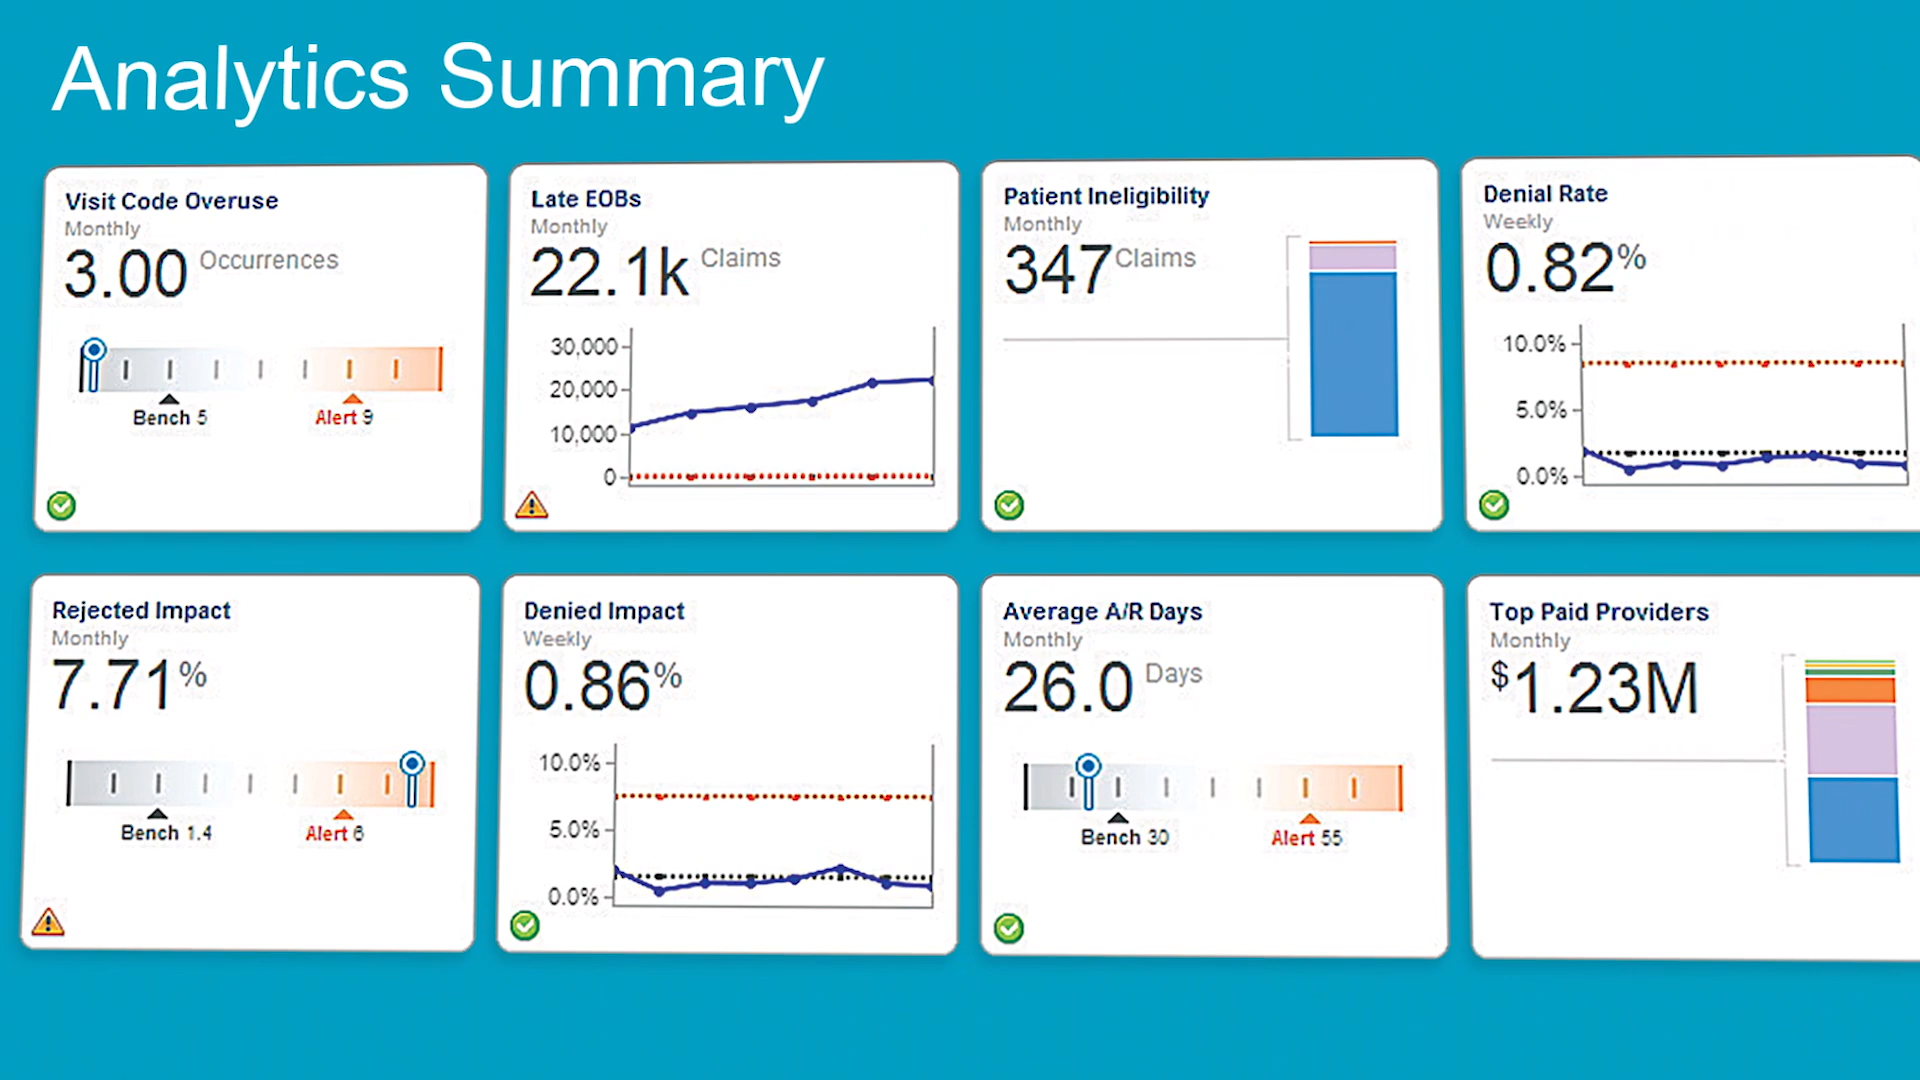 Analytics Summary
Visit Code Overuse
Monthly
3.00 Occurrences
Bench 5
Alert 9
Late EOBs
Monthly
22.1k Claims
30,000
20,000
10,000
0
Patient Ineligibility
Monthly
347 Claims
Denial Rate
Weekly
0.82%
10.0%
5.0%
0.0%
Rejected Impact
Monthly
7.71%
Bench 1.4
Alert 6
Denied Impact
Weekly
0.86%
10.0%
5.0%
0.0%
Average A/R Days
Monthly
26.0 Days
Bench 30
Alert 55
Top Paid Providers
Monthly
$1.23M